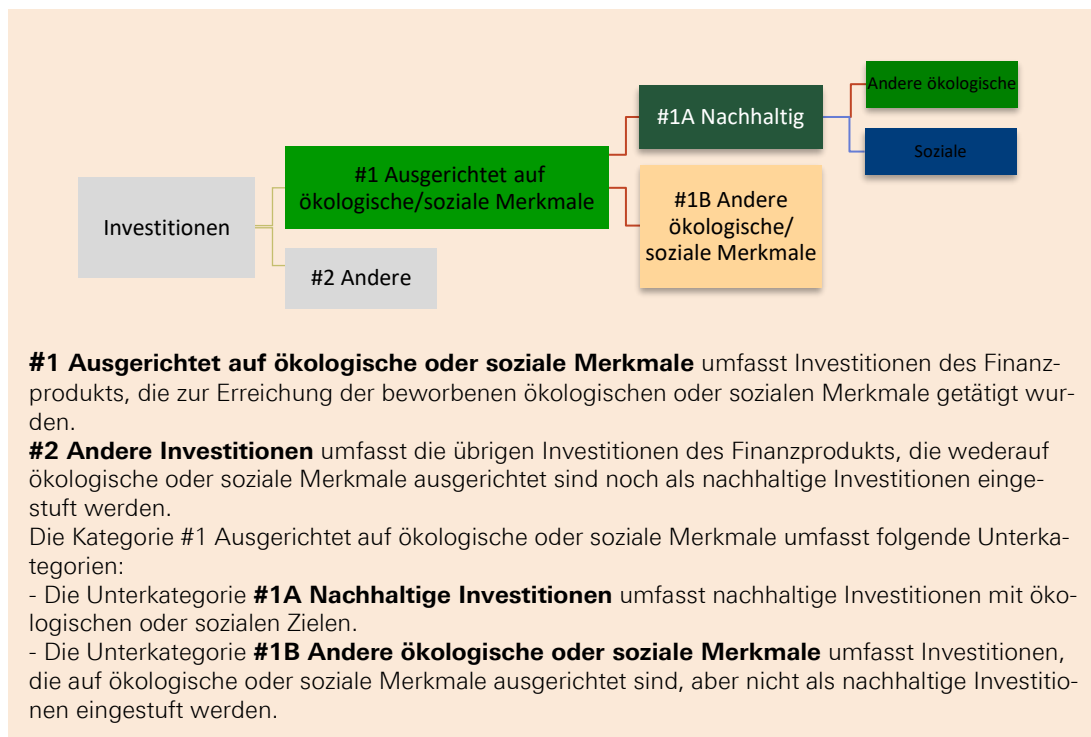 Andere ökologische
#1A Nachhaltig
Soziale
#1 Ausgerichtet auf
ökologische/soziale Merkmale
#1B Andere
ökologische/
soziale Merkmale
Investitionen
#2 Andere
#1 Ausgerichtet auf ökologische oder soziale Merkmale umfasst Investitionen des Finanz-
produkts, die zur Erreichung der beworbenen ökologischen oder sozialen Merkmale getätigt wur-
den.
#2 Andere Investitionen umfasst die übrigen Investitionen des Finanzprodukts, die wederauf
ökologische oder soziale Merkmale ausgerichtet sind noch als nachhaltige Investitionen einge-
stuft werden.
Die Kategorie #1 Ausgerichtet auf ökologische oder soziale Merkmale umfasst folgende Unterka-
tegorien:
- Die Unterkategorie #1A Nachhaltige Investitionen umfasst nachhaltige Investitionen mit öko-
logischen oder sozialen Zielen.
- Die Unterkategorie #1B Andere ökologische oder soziale Merkmale umfasst Investitionen,
die auf ökologische oder soziale Merkmale ausgerichtet sind, aber nicht als nachhaltige Investitio-
nen eingestuft werden.